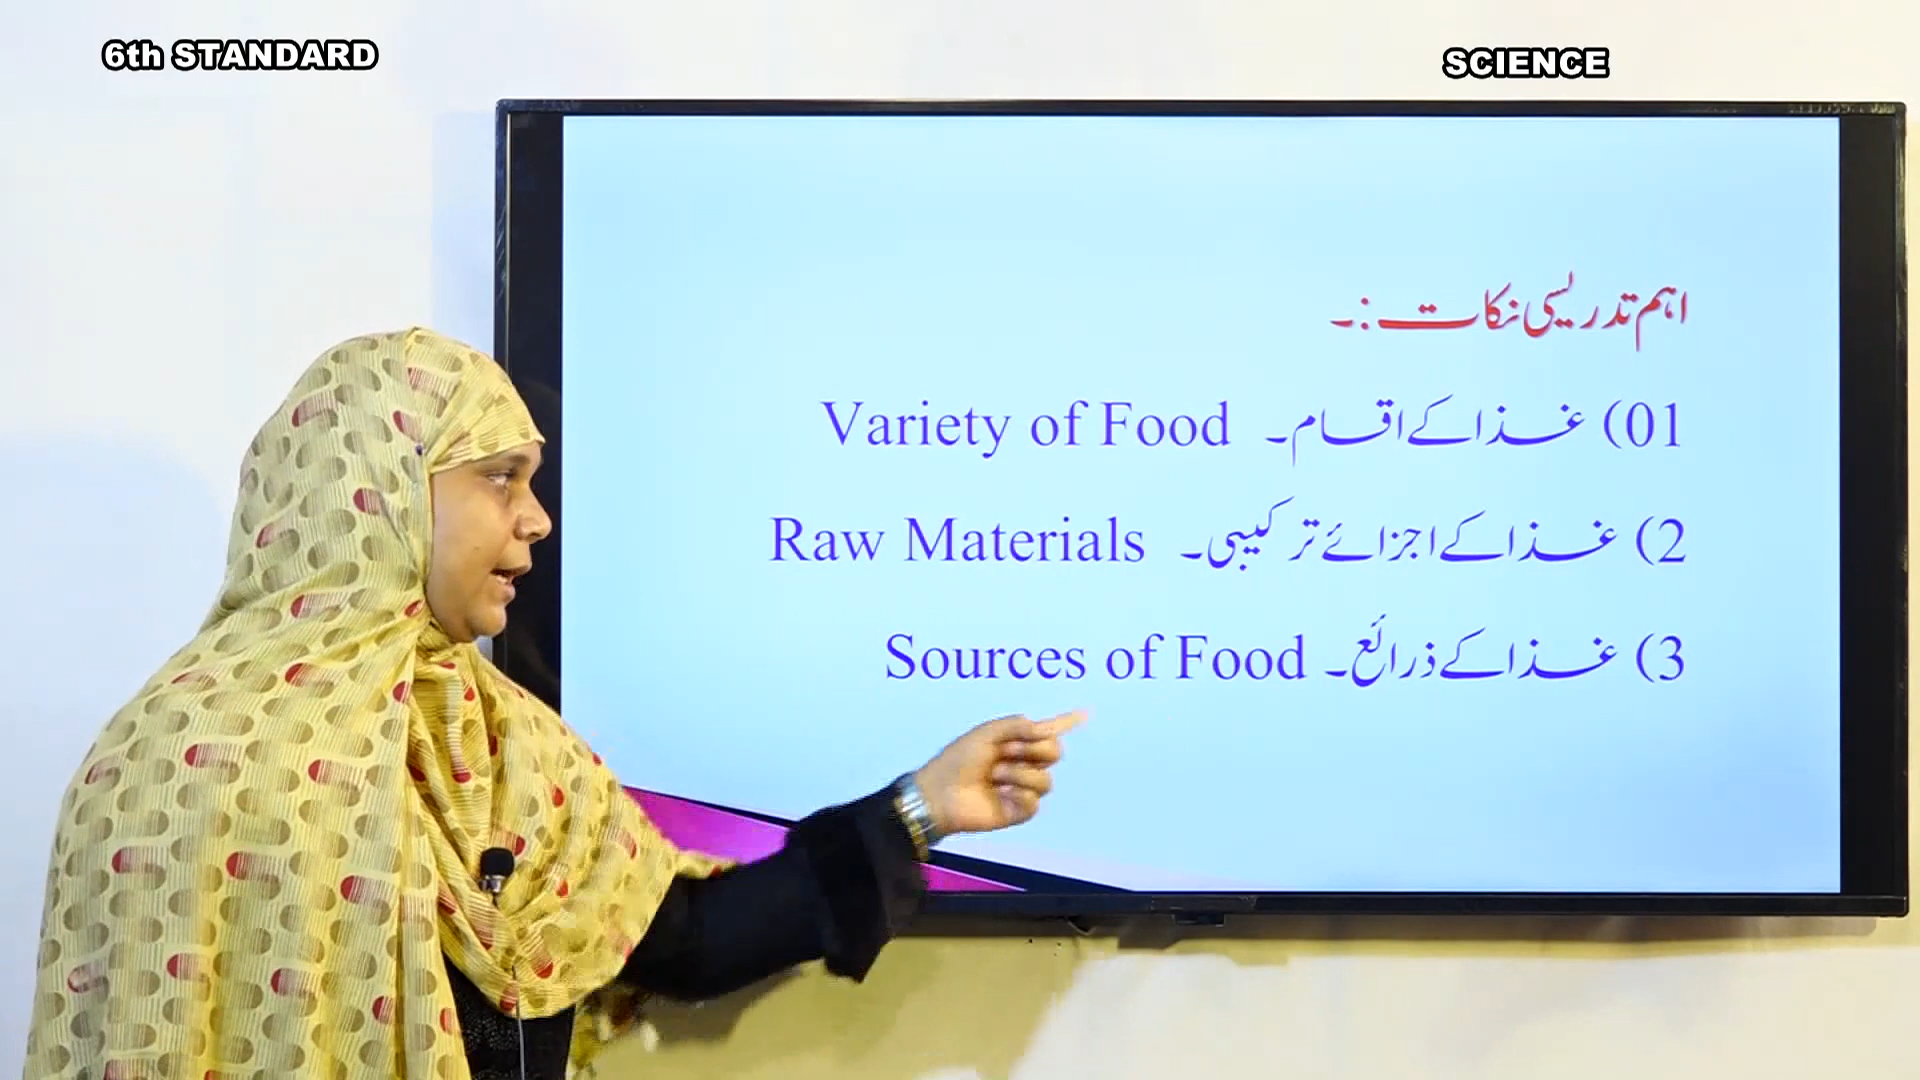 6th STANDARD
SCIENCE
اہم تدریسی نکات :۔
01) غذا کے اقسام۔ Variety of Food
2) غذا کے اجزائے ترکیبی۔ Raw Materials
3) غذا کے ذرائع۔ Sources of Food